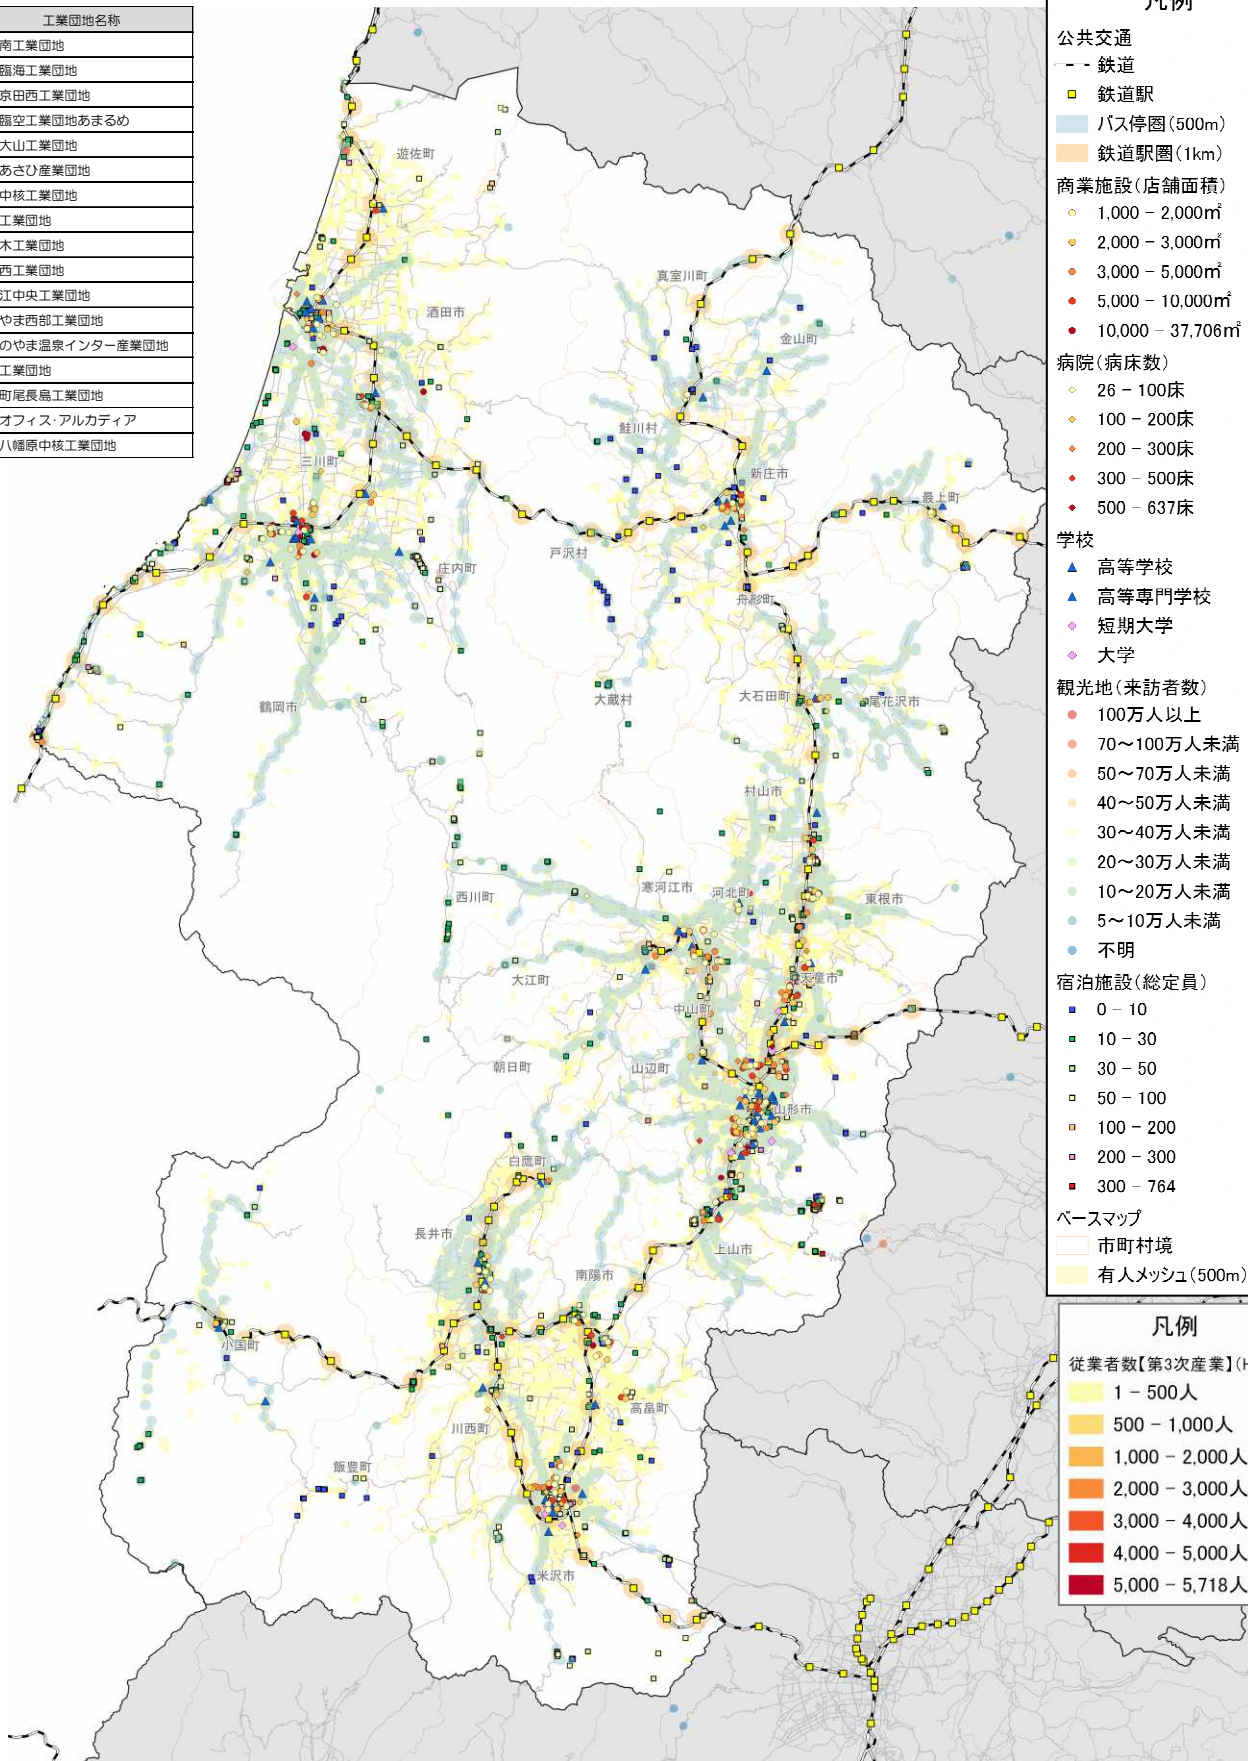 工業団地名称
南工業団地
臨海工業団地
京田西工業団地
臨空工業団地あまるめ
大山工業団地
あさひ産業団地
中核工業団地
工業団地
木工業団地
西工業団地
江中央工業団地
やま西部工業団地
のやま温泉インター産業団地
工業団地
町尾長島工業団地
オフィス・アルカディア
八幡原中核工業団地
遊佐町
酒田市
真室川町
金山町
鮭川村
三川町
新庄市
最上町
戸沢村
庄内町
舟形町
大蔵村
大石田町
尾花沢市
鶴岡市
村山市
西川町
寒河江市
河北町
東根市
大江町
天童市
中山町
朝日町
山辺町
山形市
白鷹町
長井市
上山市
南陽市
小国町
高畠町
川西町
飯豊町
米沢市
凡例
公共交通
鉄道
鉄道駅
バス停圏(500m)
鉄道駅圏(1km)
商業施設(店舗面積)
1,000 - 2,000㎡
2,000 - 3,000㎡
3,000 - 5,000㎡
5,000 - 10,000㎡
10,000 - 37,706㎡
病院(病床数)
26 - 100床
100 - 200床
200 - 300床
300 - 500床
500 - 637床
学校
高等学校
高等専門学校
短期大学
大学
観光地(来訪者数)
100万人以上
70～100万人未満
50～70万人未満
40～50万人未満
30～40万人未満
20～30万人未満
10～20万人未満
5～10万人未満
不明
宿泊施設(総定員)
0 - 10
10 - 30
30 - 50
50 - 100
100 - 200
200 - 300
300 - 764
ベースマップ
市町村境
有人メッシュ(500m)
凡例
従業者数【第3次産業】(H
1 - 500人
500 - 1,000人
1,000 - 2,000人
2,000 - 3,000人
3,000 - 4,000人
4,000 - 5,000人
5,000 - 5,718人